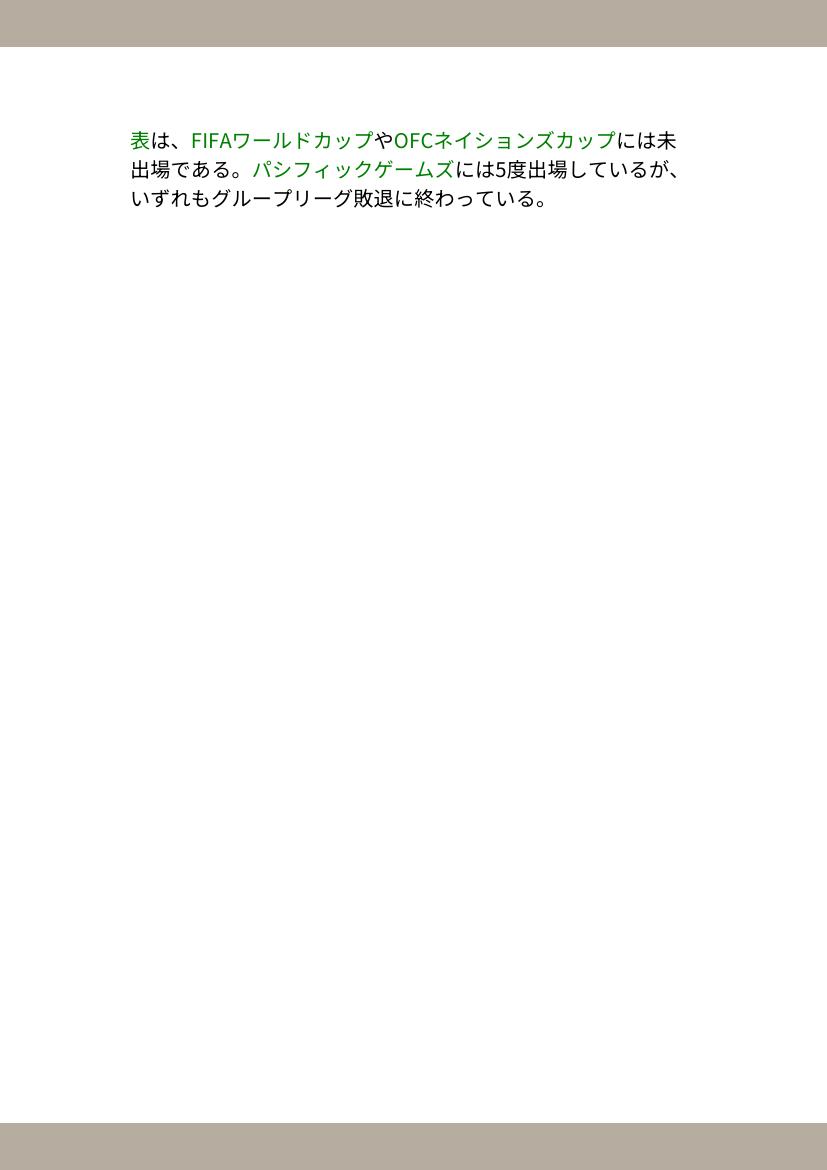 表は、FIFAワールドカップやOFCネイションズカップには未
出場である。パシフィックゲームズには5度出場しているが、
いずれもグループリーグ敗退に終わっている。